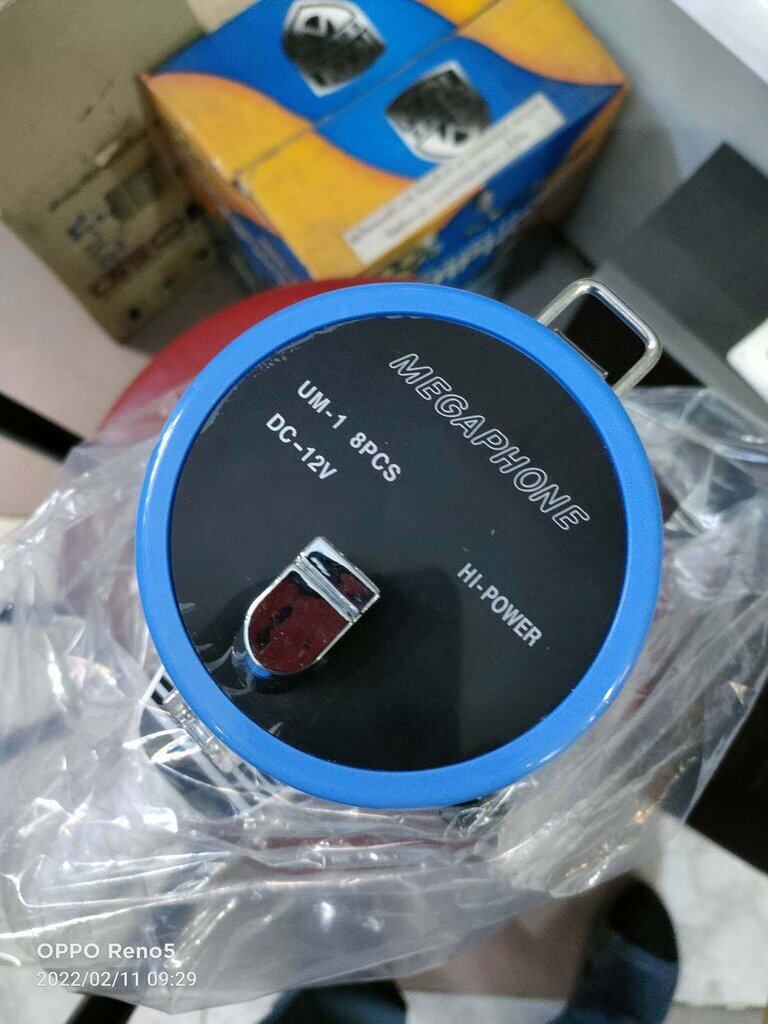 MEGAPHONE
UM-1 8PCS
DC-12V
HI-POWER
OPPO Reno5
2022/02/11 09:29